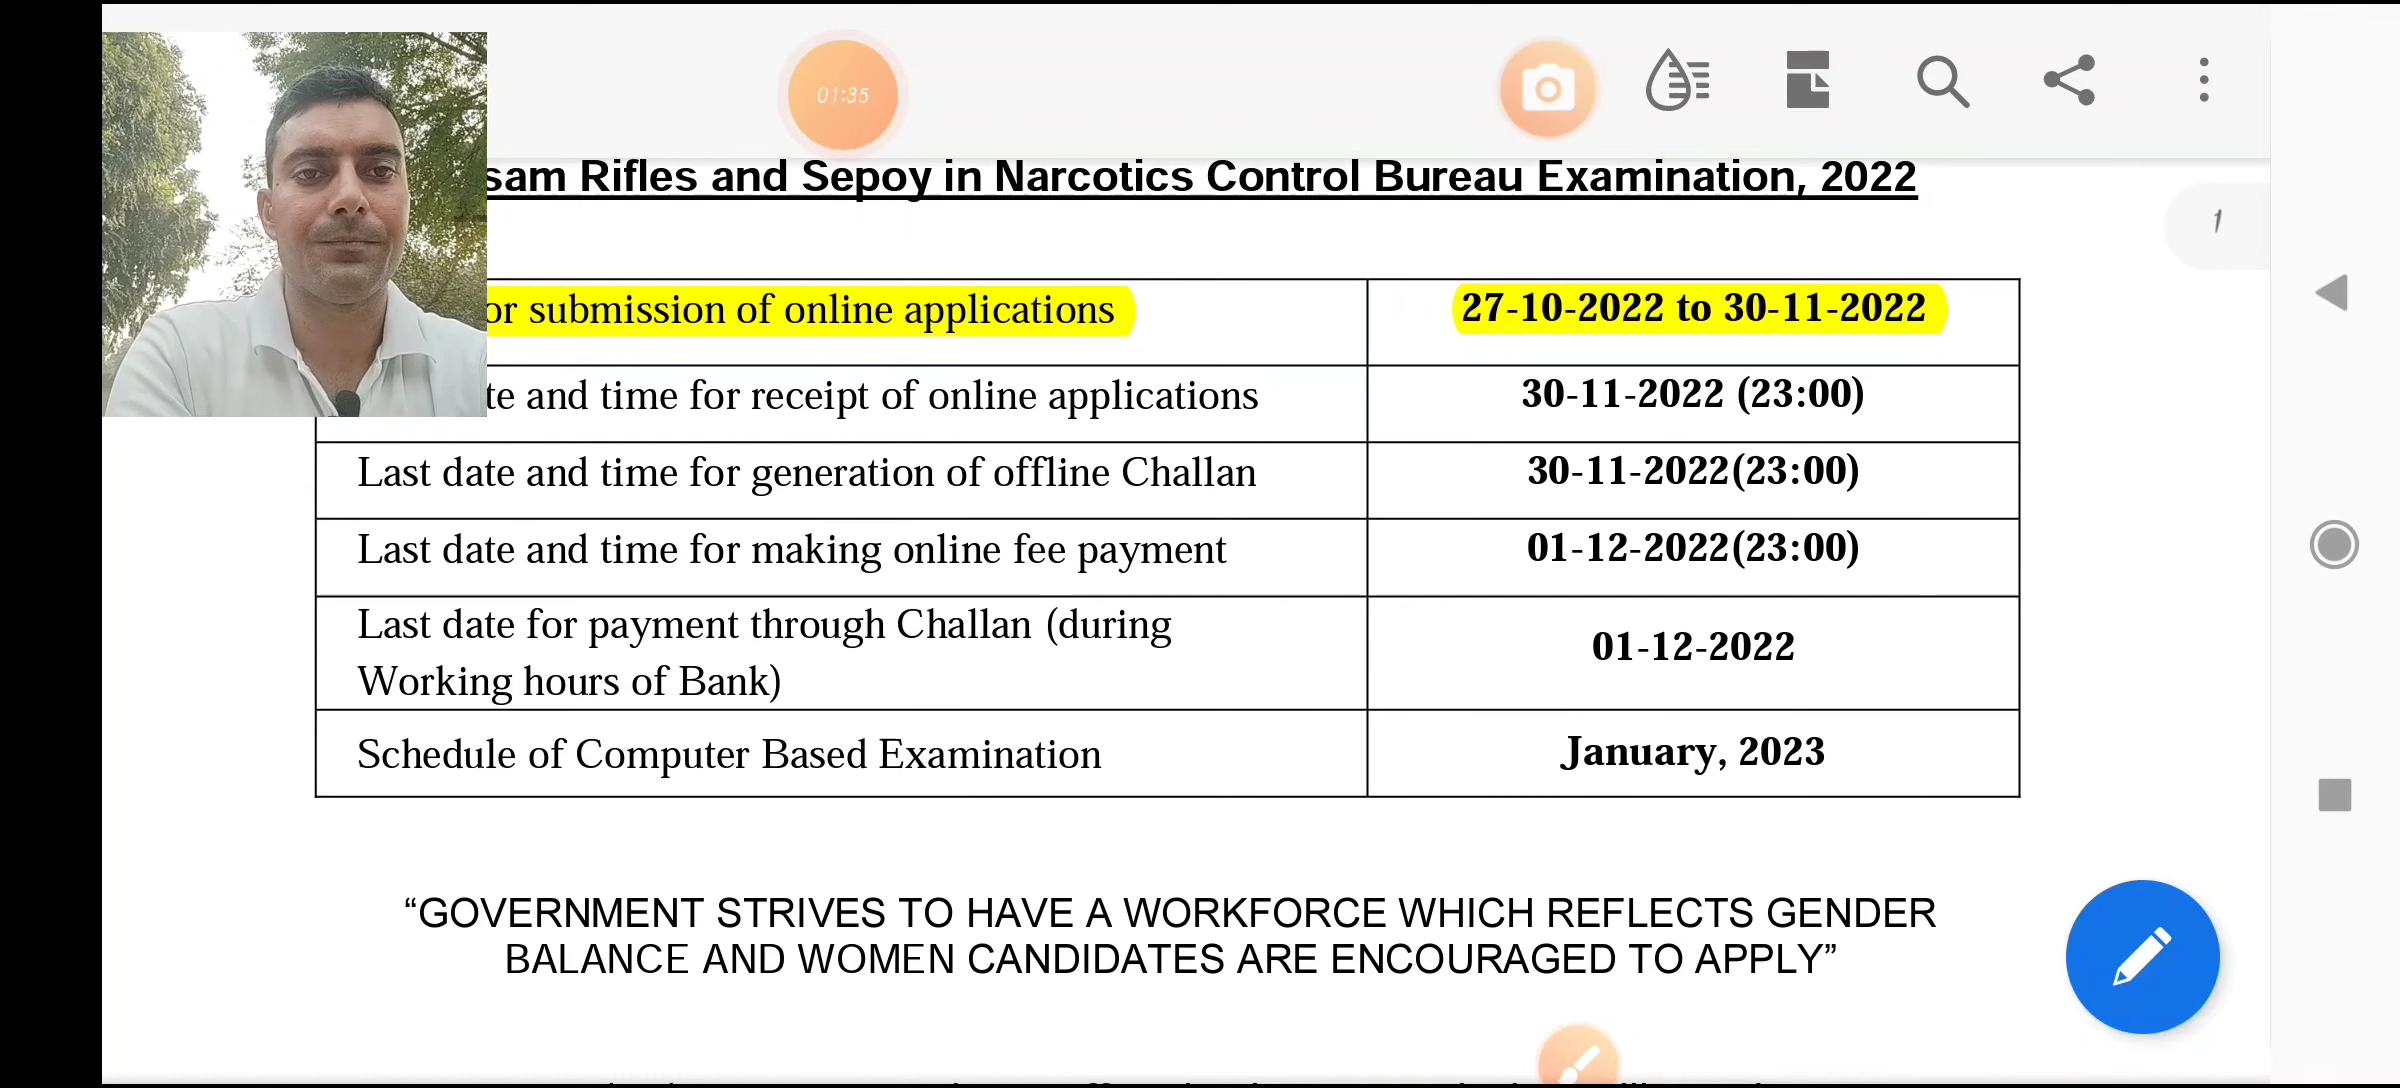 01:35
sam Rifles and Sepoy in Narcotics Control Bureau Examination, 2022
1
or submission of online applications 27-10-2022 to 30-11-2022
te and time for receipt of online applications 30-11-2022 (23:00)
Last date and time for generation of offline Challan 30-11-2022(23:00)
Last date and time for making online fee payment 01-12-2022(23:00)
Last date for payment through Challan (during
Working hours of Bank) 01-12-2022
Schedule of Computer Based Examination January, 2023
“GOVERNMENT STRIVES TO HAVE A WORKFORCE WHICH REFLECTS GENDER
BALANCE AND WOMEN CANDIDATES ARE ENCOURAGED TO APPLY”